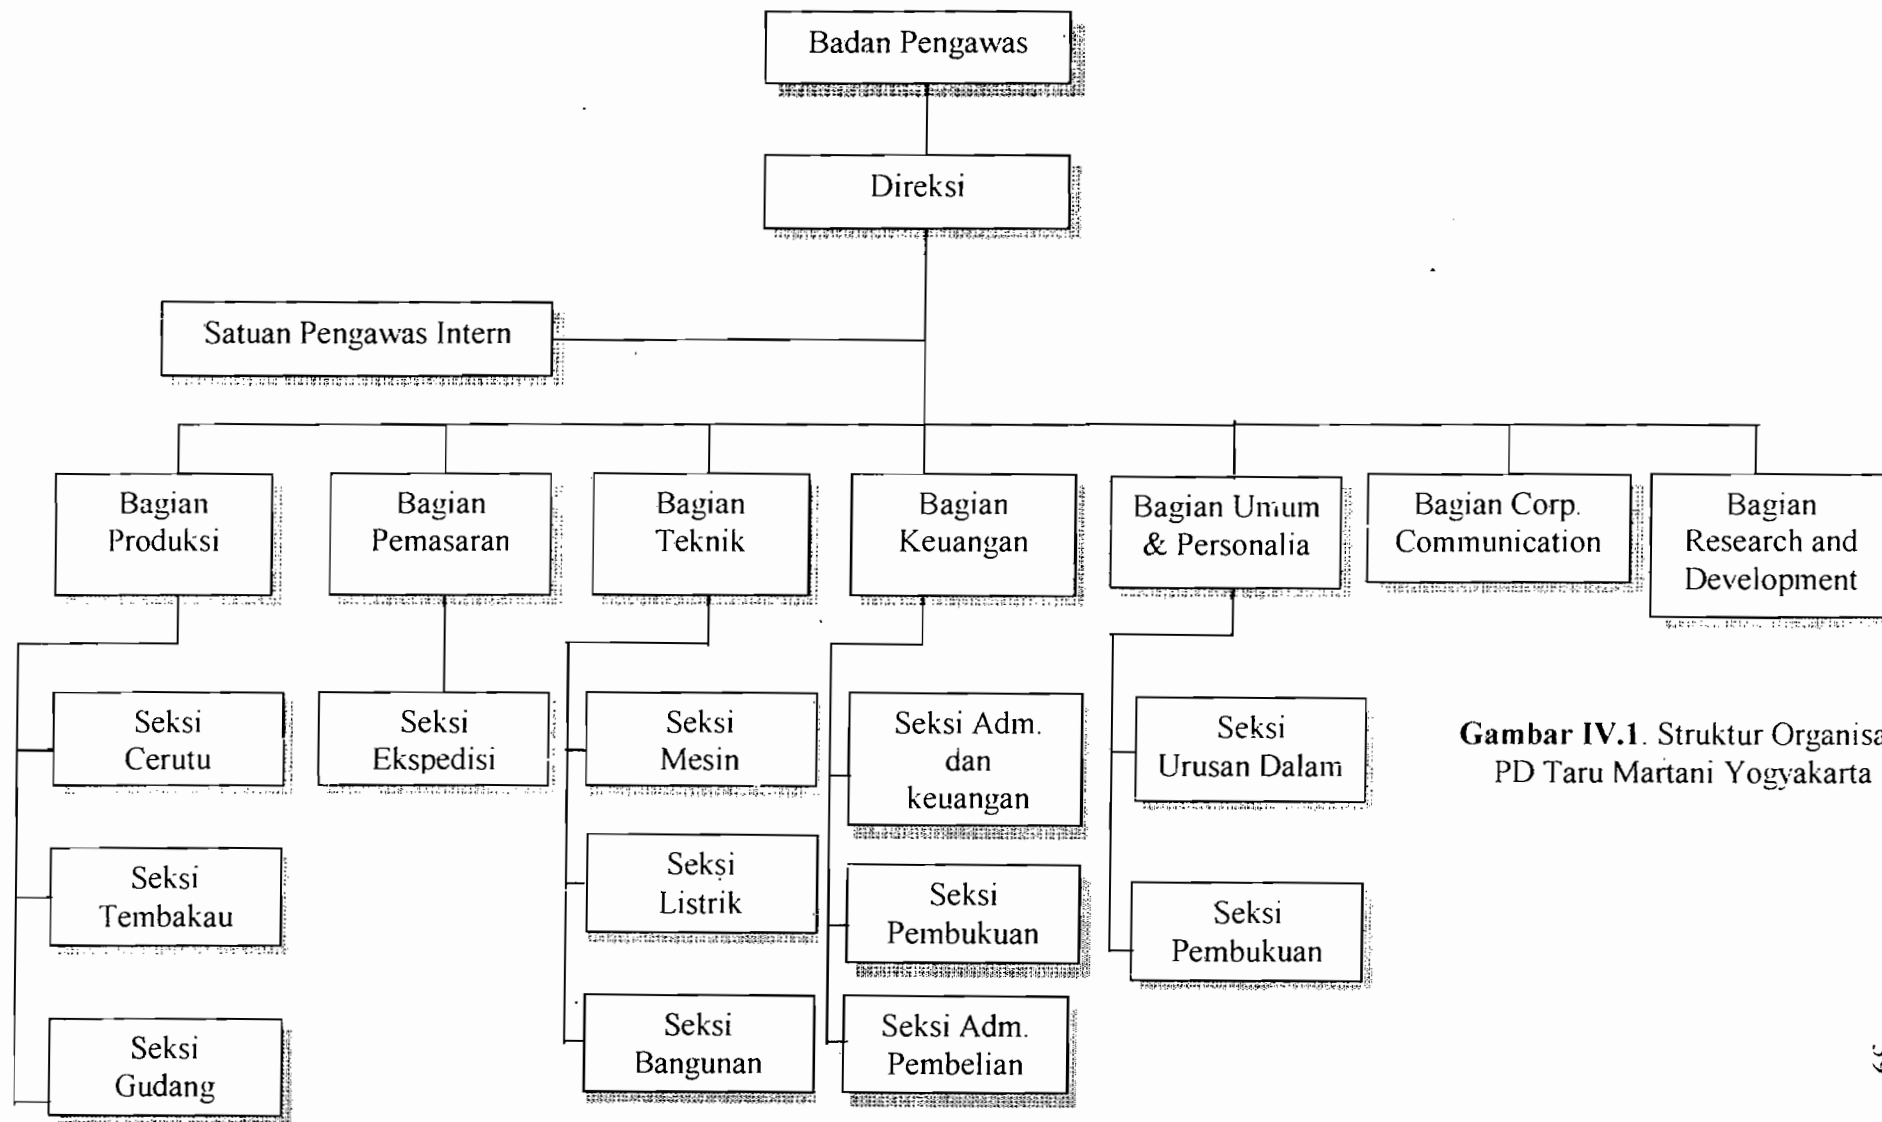 Badan Pengawas
Direksi
Satuan Pengawas Intern
Bagian
Produksi
Bagian
Pemasaran
Bagian
Teknik
Bagian
Keuangan
Bagian Umum
& Personalia
Bagian Corp.
Communication
Bagian
Research and
Development
Seksi
Cerutu
Seksi
Ekspedisi
Seksi
Mesin
Seksi Adm.
dan
keuangan
Seksi
Urusan Dalam
Gambar IV.1. Struktur Organisa
PD Taru Martani Yogyakarta
Seksi
Tembakau
Seksi
Listrik
Seksi
Pembukuan
Seksi
Pembukuan
Seksi
Gudang
Seksi
Bangunan
Seksi Adm.
Pembelian